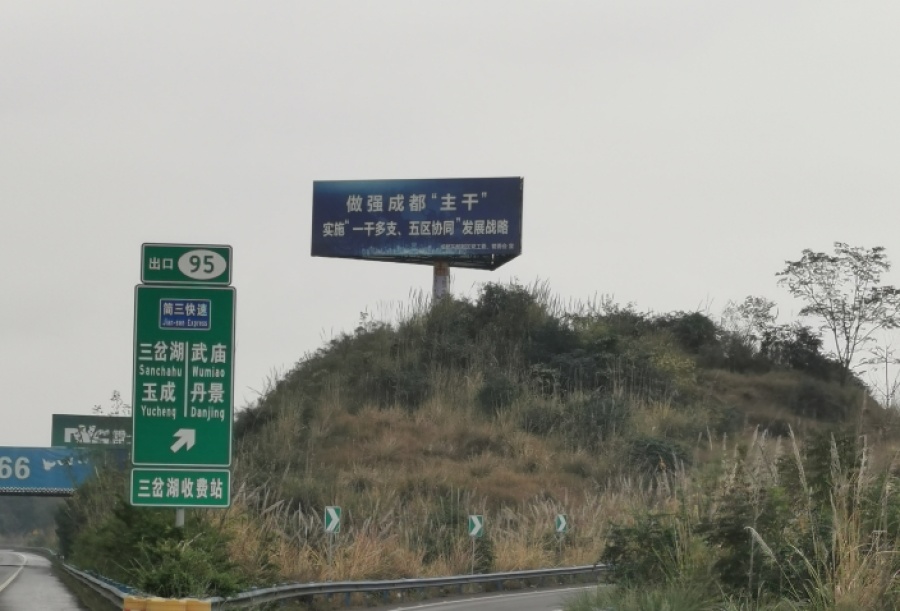 做强成都“主干”
实施“一干多支、五区协同”发展战略
出口 95
简三快速
Jian-san Express
三岔湖 武庙
Sanchahu Wumiao
玉成 丹景
Yucheng Danjing
三岔湖收费站
66